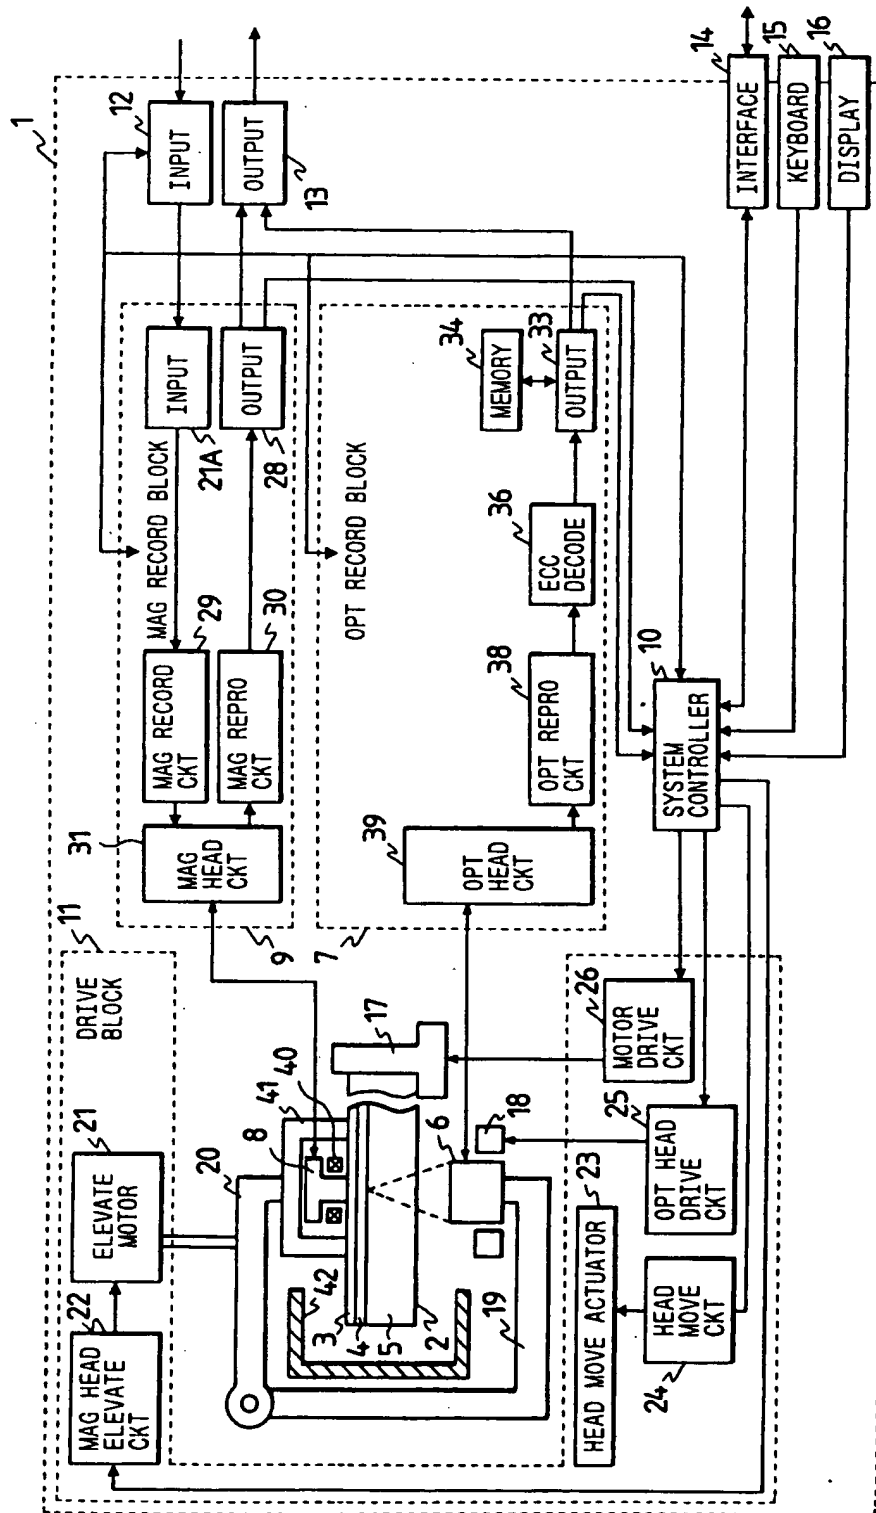 1
11
DRIVE
BLOCK
22
MAG HEAD
ELEVATE
CKT
21
ELEVATE
MOTOR
20
41
40
8
42
3
4
5
2
19
6
17
18
31
MAG
HEAD
CKT
MAG RECORD BLOCK
29
MAG RECORD
CKT
30
MAG REPRO
CKT
9
INPUT
21A
OUTPUT
28
12
INPUT
OUTPUT
13
OPT RECORD BLOCK
7
39
OPT
HEAD
CKT
38
OPT REPRO
CKT
36
ECC
DECODE
34
MEMORY
33
OUTPUT
10
SYSTEM
CONTROLLER
26
MOTOR
DRIVE
CKT
25
OPT HEAD
DRIVE
CKT
23
HEAD MOVE ACTUATOR
24
HEAD
MOVE
CKT
14
INTERFACE
15
KEYBOARD
16
DISPLAY